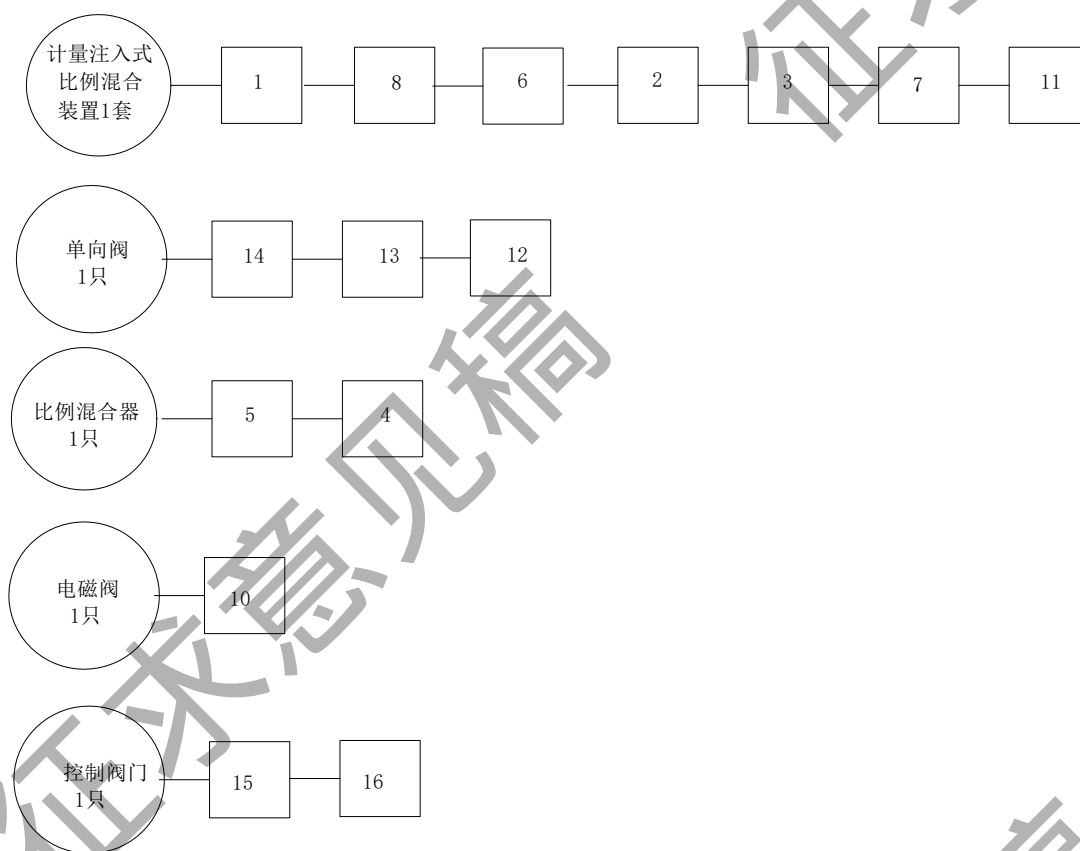 计量注入式
比例混合
装置1套
1
8
6
2
3
7
11
单向阀
1只
14
13
12
比例混合器
1只
5
4
电磁阀
1只
10
控制阀门
1只
15
16
征求意见稿